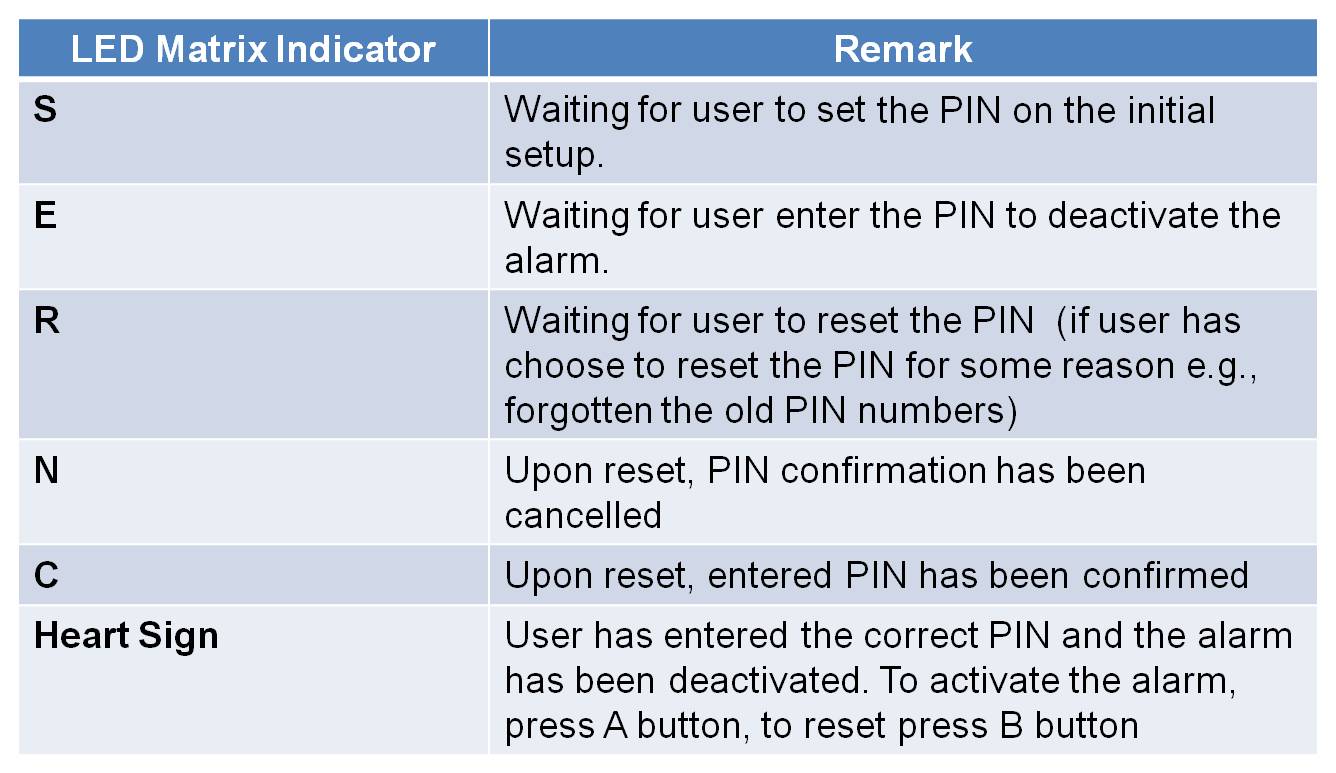 LED Matrix Indicator Remark
S Waiting for user to set the PIN on the initial
setup.
E Waiting for user enter the PIN to deactivate the
alarm.
R Waiting for user to reset the PIN  (if user has
choose to reset the PIN for some reason e.g.,
forgotten the old PIN numbers)
N Upon reset, PIN confirmation has been
cancelled
C Upon reset, entered PIN has been confirmed
Heart Sign User has entered the correct PIN and the alarm
has been deactivated. To activate the alarm,
press A button, to reset press B button